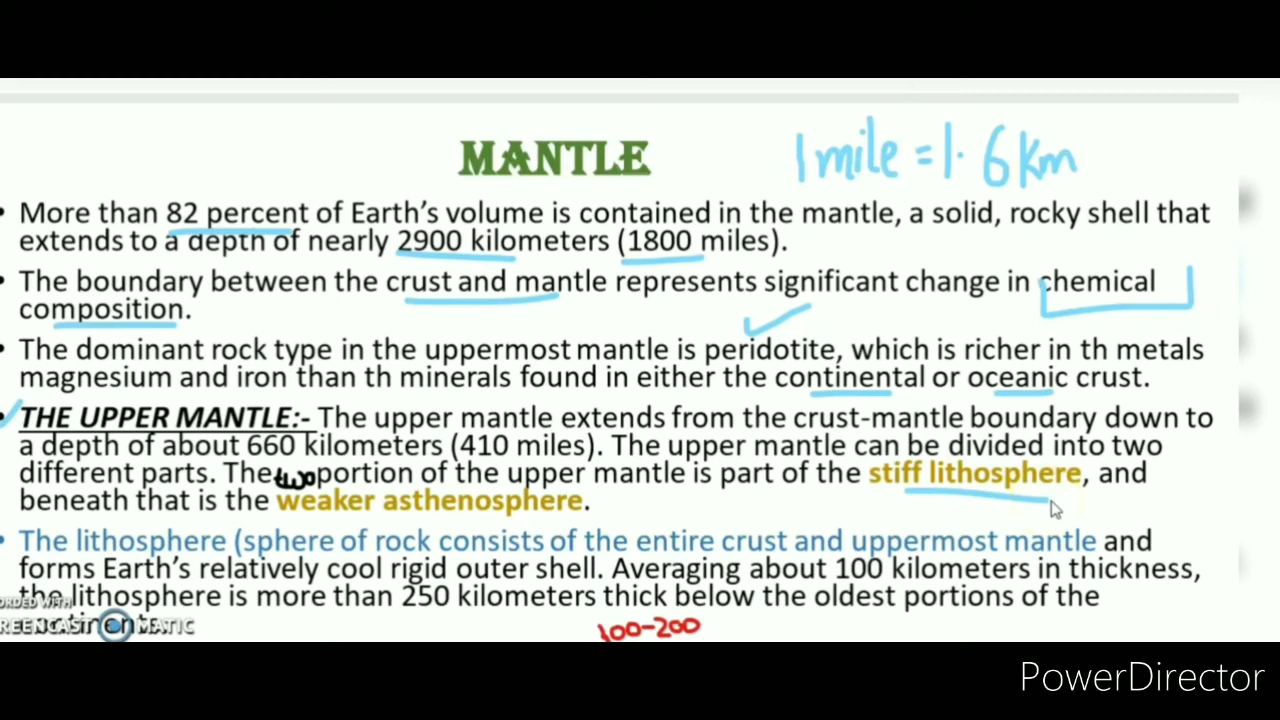 MANTLE
1 mile = 1.6 km
• More than 82 percent of Earth's volume is contained in the mantle, a solid, rocky shell that
extends to a depth of nearly 2900 kilometers (1800 miles).
• The boundary between the crust and mantle represents significant change in chemical
composition.
• The dominant rock type in the uppermost mantle is peridotite, which is richer in th metals
magnesium and iron than th minerals found in either the continental or oceanic crust.
• THE UPPER MANTLE:- The upper mantle extends from the crust-mantle boundary down to
a depth of about 660 kilometers (410 miles). The upper mantle can be divided into two
different parts. The two portion of the upper mantle is part of the stiff lithosphere, and
beneath that is the weaker asthenosphere.
• The lithosphere (sphere of rock consists of the entire crust and uppermost mantle and
forms Earth's relatively cool rigid outer shell. Averaging about 100 kilometers in thickness,
the lithosphere is more than 250 kilometers thick below the oldest portions of the
100-200
PowerDirector